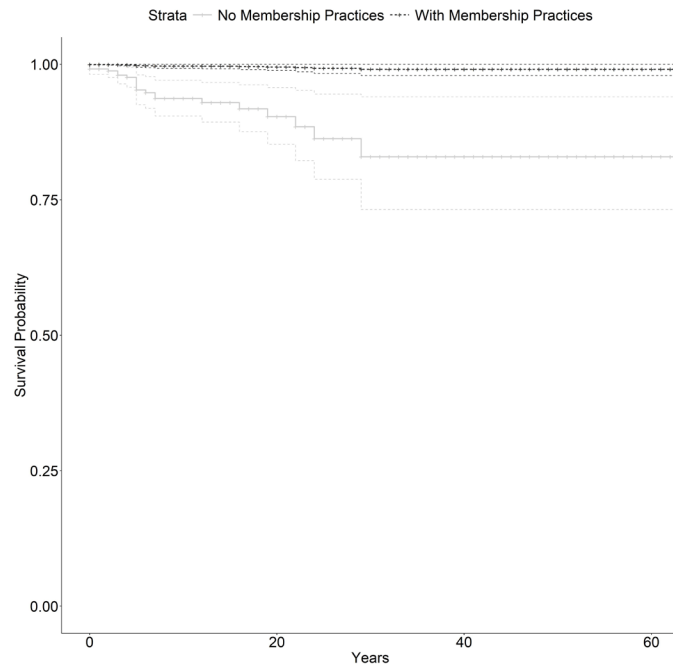 Strata No Membership Practices With Membership Practices
1.00
0.75
0.50
0.25
0.00
Survival Probability
0 20 40 60
Years